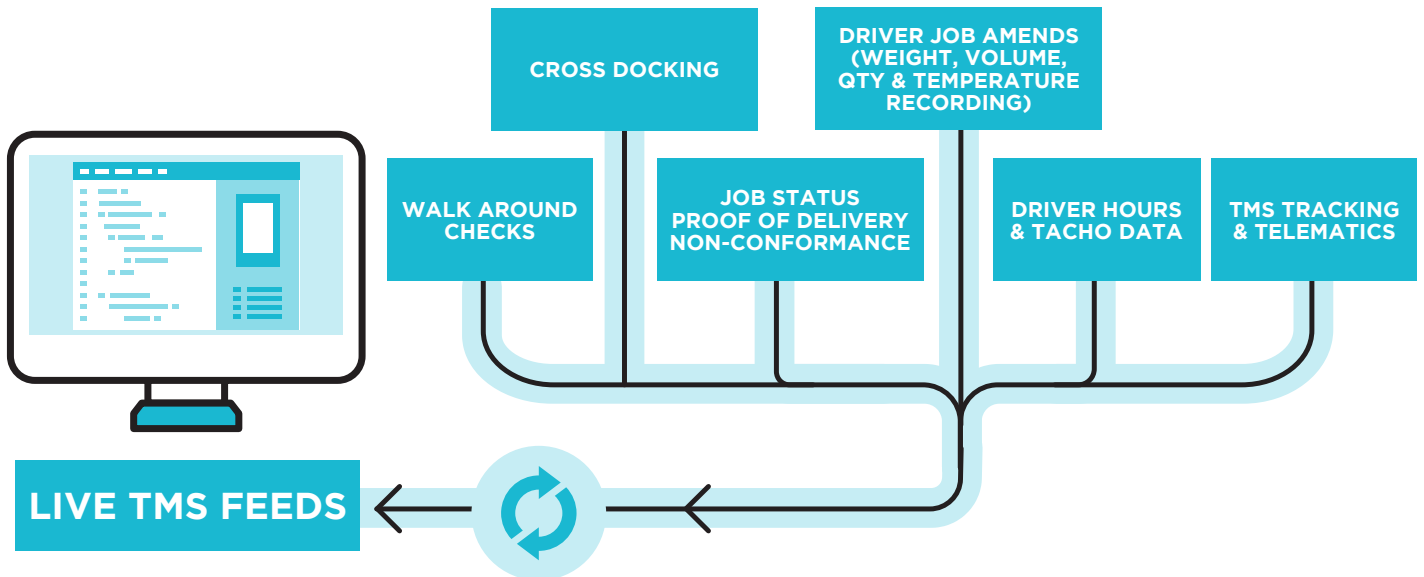 CROSS DOCKING
DRIVER JOB AMENDS
(WEIGHT, VOLUME,
QTY & TEMPERATURE
RECORDING)
WALK AROUND
CHECKS
JOB STATUS
PROOF OF DELIVERY
NON-CONFORMANCE
DRIVER HOURS
& TACHO DATA
TMS TRACKING
& TELEMATICS
LIVE TMS FEEDS